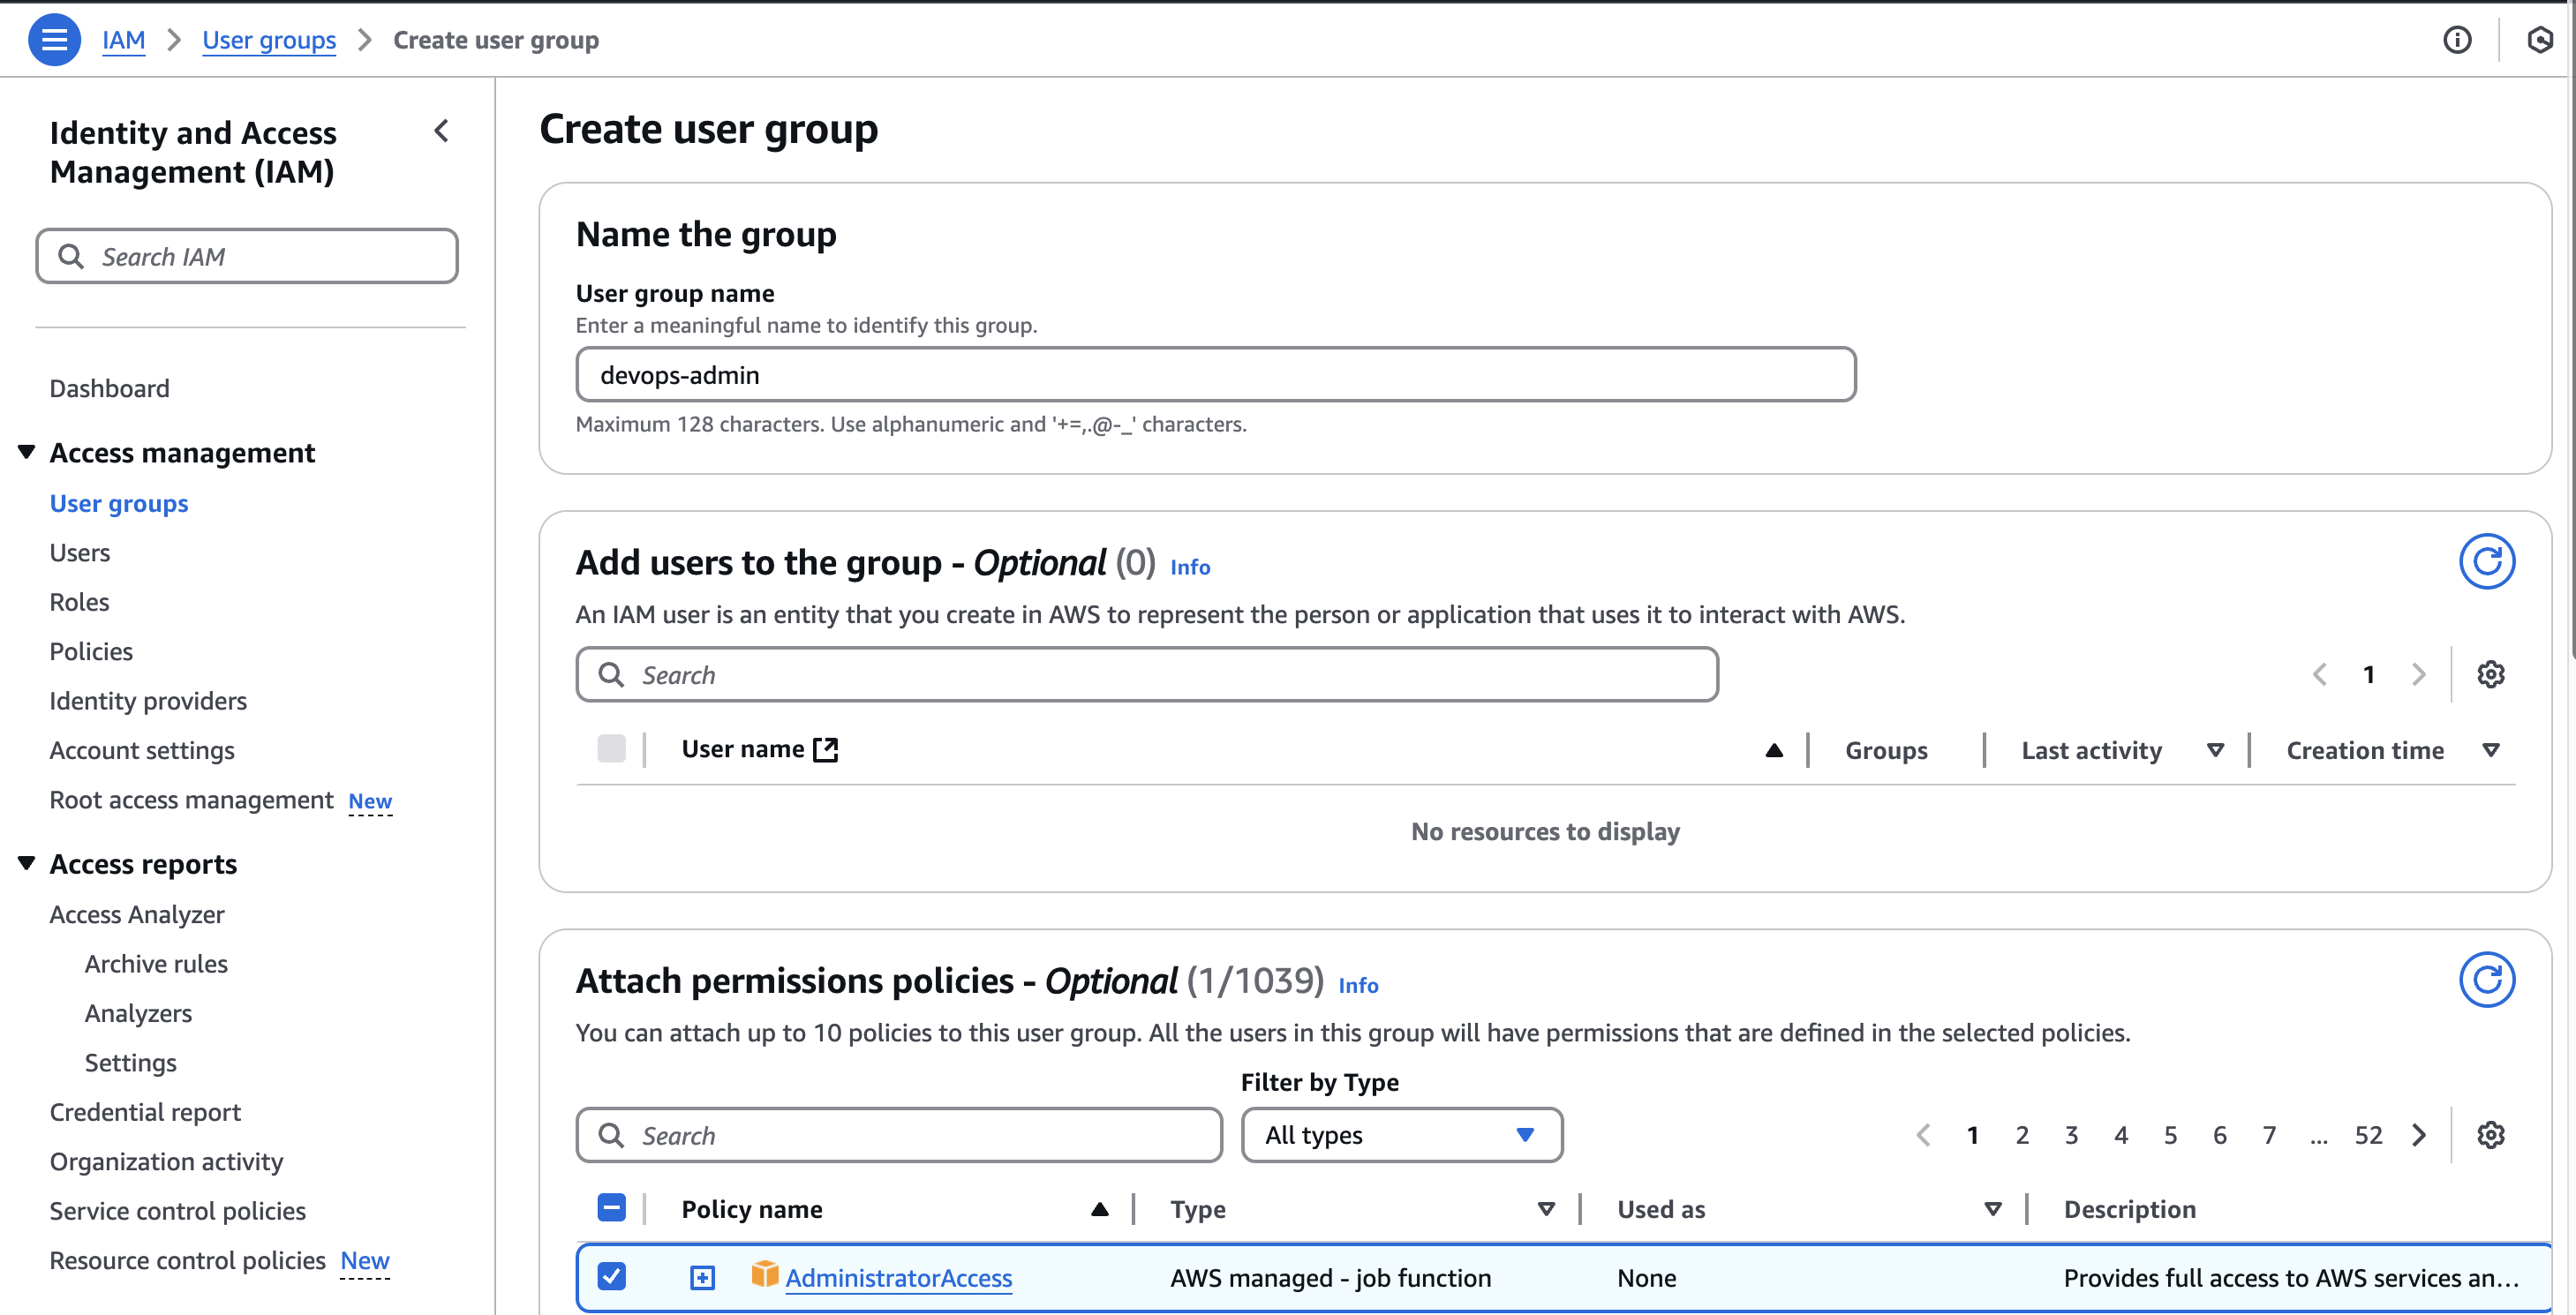 IAM > User groups > Create user group
Identity and Access
Management (IAM)
Search IAM
Dashboard
Access management
User groups
Users
Roles
Policies
Identity providers
Account settings
Root access management New
Access reports
Access Analyzer
Archive rules
Analyzers
Settings
Credential report
Organization activity
Service control policies
Resource control policies New
Create user group
Name the group
User group name
Enter a meaningful name to identify this group.
devops-admin
Maximum 128 characters. Use alphanumeric and '+=,.@-_' characters.
Add users to the group - Optional (0) Info
An IAM user is an entity that you create in AWS to represent the person or application that uses it to interact with AWS.
Search
1
User name Groups Last activity Creation time
No resources to display
Attach permissions policies - Optional (1/1039) Info
You can attach up to 10 policies to this user group. All the users in this group will have permissions that are defined in the selected policies.
Filter by Type
Search All types 1 2 3 4 5 6 7 ... 52
Policy name Type Used as Description
AdministratorAccess AWS managed - job function None Provides full access to AWS services an...